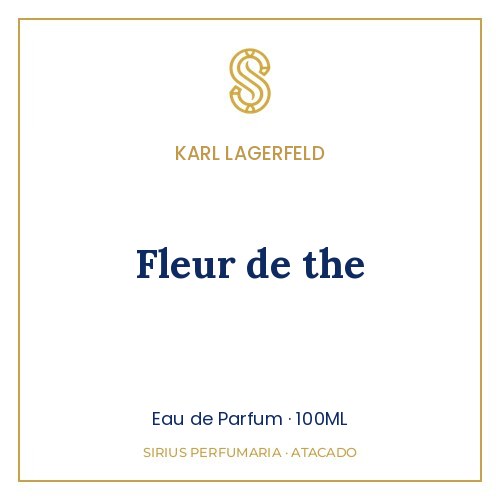 KARL LAGERFELD
Fleur de the
Eau de Parfum · 100ML
SIRIUS PERFUMARIA · ATACADO